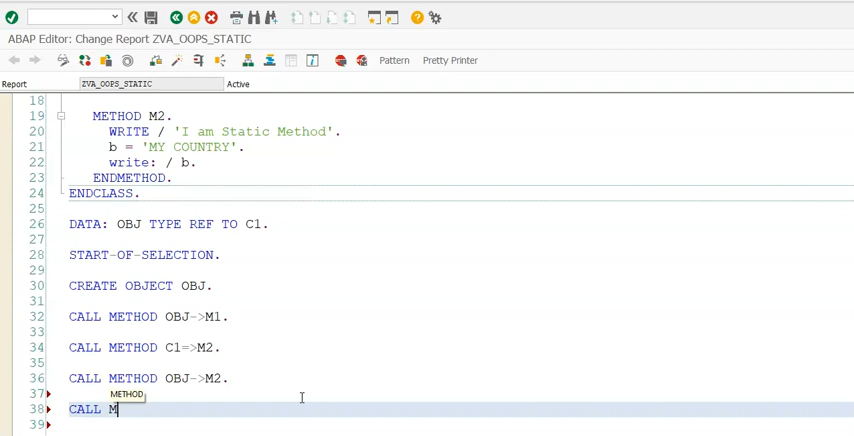 ABAP Editor: Change Report ZVA_OOPS_STATIC
Pattern Pretty Printer
Report ZVA_OOPS_STATIC Active
18
19 METHOD M2.
20 WRITE / 'I am Static Method'.
21 b = 'MY COUNTRY'.
22 write: / b.
23 ENDMETHOD.
24 ENDCLASS.
25
26 DATA: OBJ TYPE REF TO C1.
27
28 START-OF-SELECTION.
29
30 CREATE OBJECT OBJ.
31
32 CALL METHOD OBJ->M1.
33
34 CALL METHOD C1=>M2.
35
36 CALL METHOD OBJ->M2.
37 METHOD
38 CALL M
39